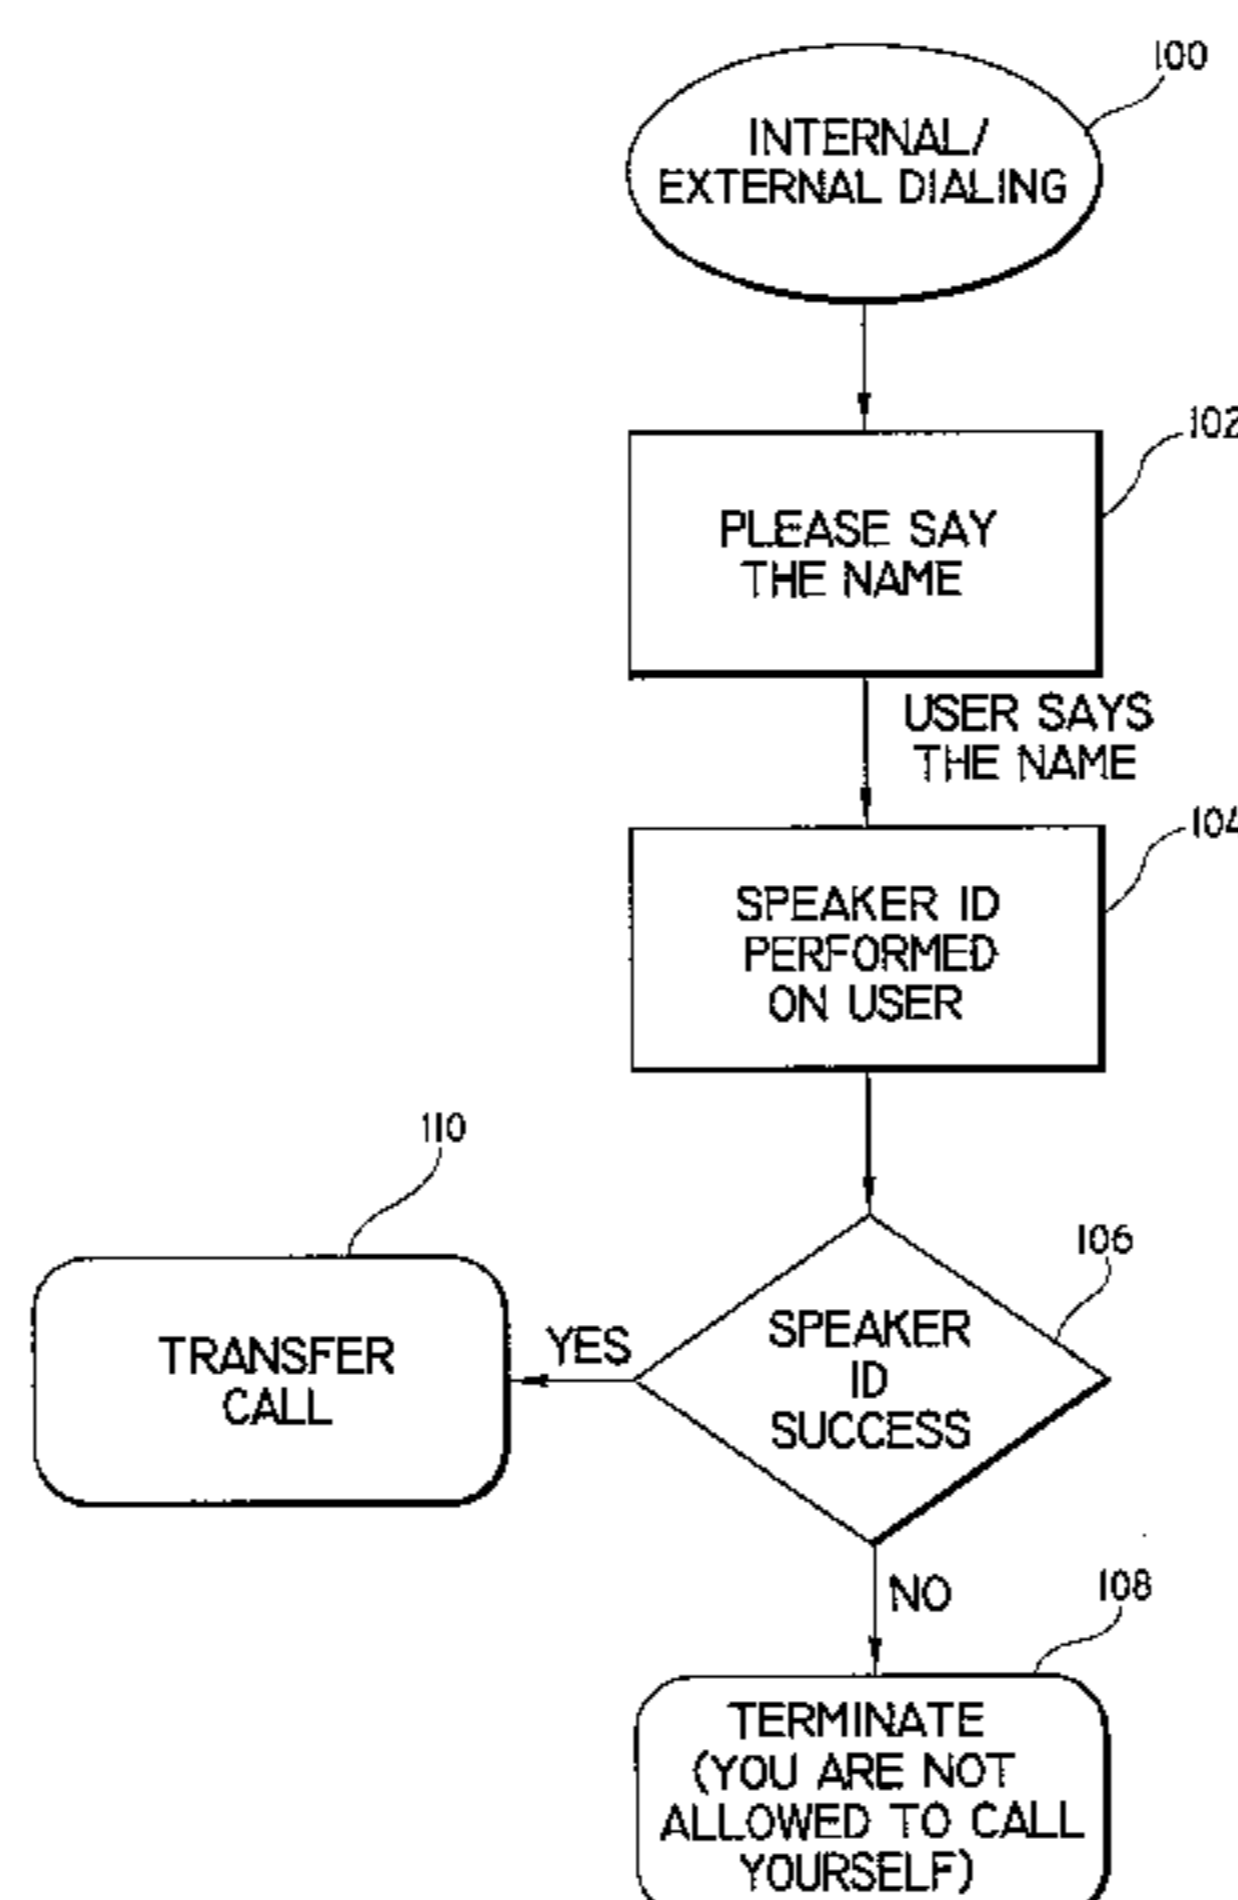 100
INTERNAL/
EXTERNAL DIALING
102
PLEASE SAY
THE NAME
USER SAYS
THE NAME
104
SPEAKER ID
PERFORMED
ON USER
110
106
TRANSFER
CALL
YES
SPEAKER
ID
SUCCESS
NO
108
TERMINATE
(YOU ARE NOT
ALLOWED TO CALL
YOURSELF)